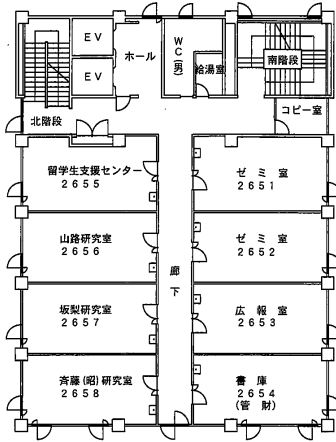 EV
EV
ホール
WC(男)
給湯室
南階段
コピー室
北階段
留学生支援センター
2655
ゼミ室
2651
山路研究室
2656
ゼミ室
2652
廊下
坂梨研究室
2657
広報室
2653
斉藤(昭)研究室
2658
書庫
2654
(管財)